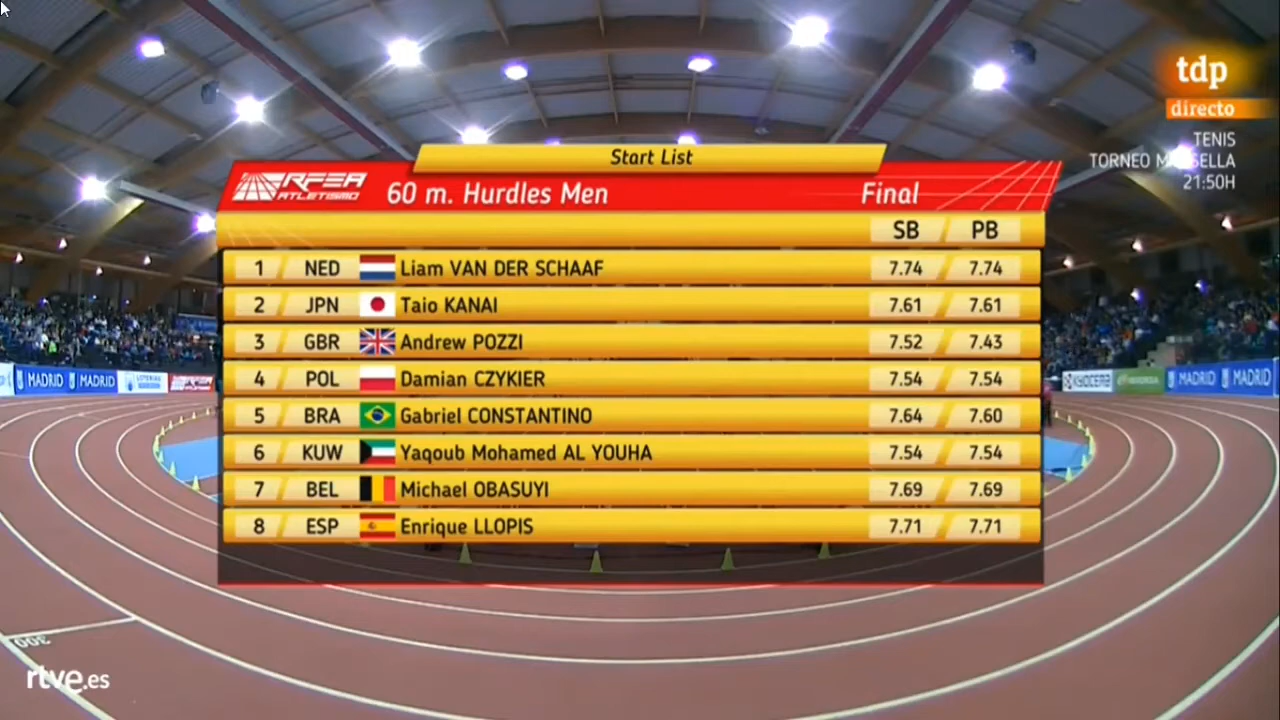 tdp
directo
TENIS
TORNEO MARSELLA
21:50H
Start List
RFEA
ATLETISMO
60 m. Hurdles Men Final
SB PB
1 NED Liam VAN DER SCHAAF 7.74 7.74
2 JPN Taio KANAI 7.61 7.61
3 GBR Andrew POZZI 7.52 7.43
4 POL Damian CZYKIER 7.54 7.54
5 BRA Gabriel CONSTANTINO 7.64 7.60
6 KUW Yaqoub Mohamed AL YOUHA 7.54 7.54
7 BEL Michael OBASUYI 7.69 7.69
8 ESP Enrique LLOPIS 7.71 7.71
MADRID MADRID
KYOCERA MADRID MADRID
300
rtve.es